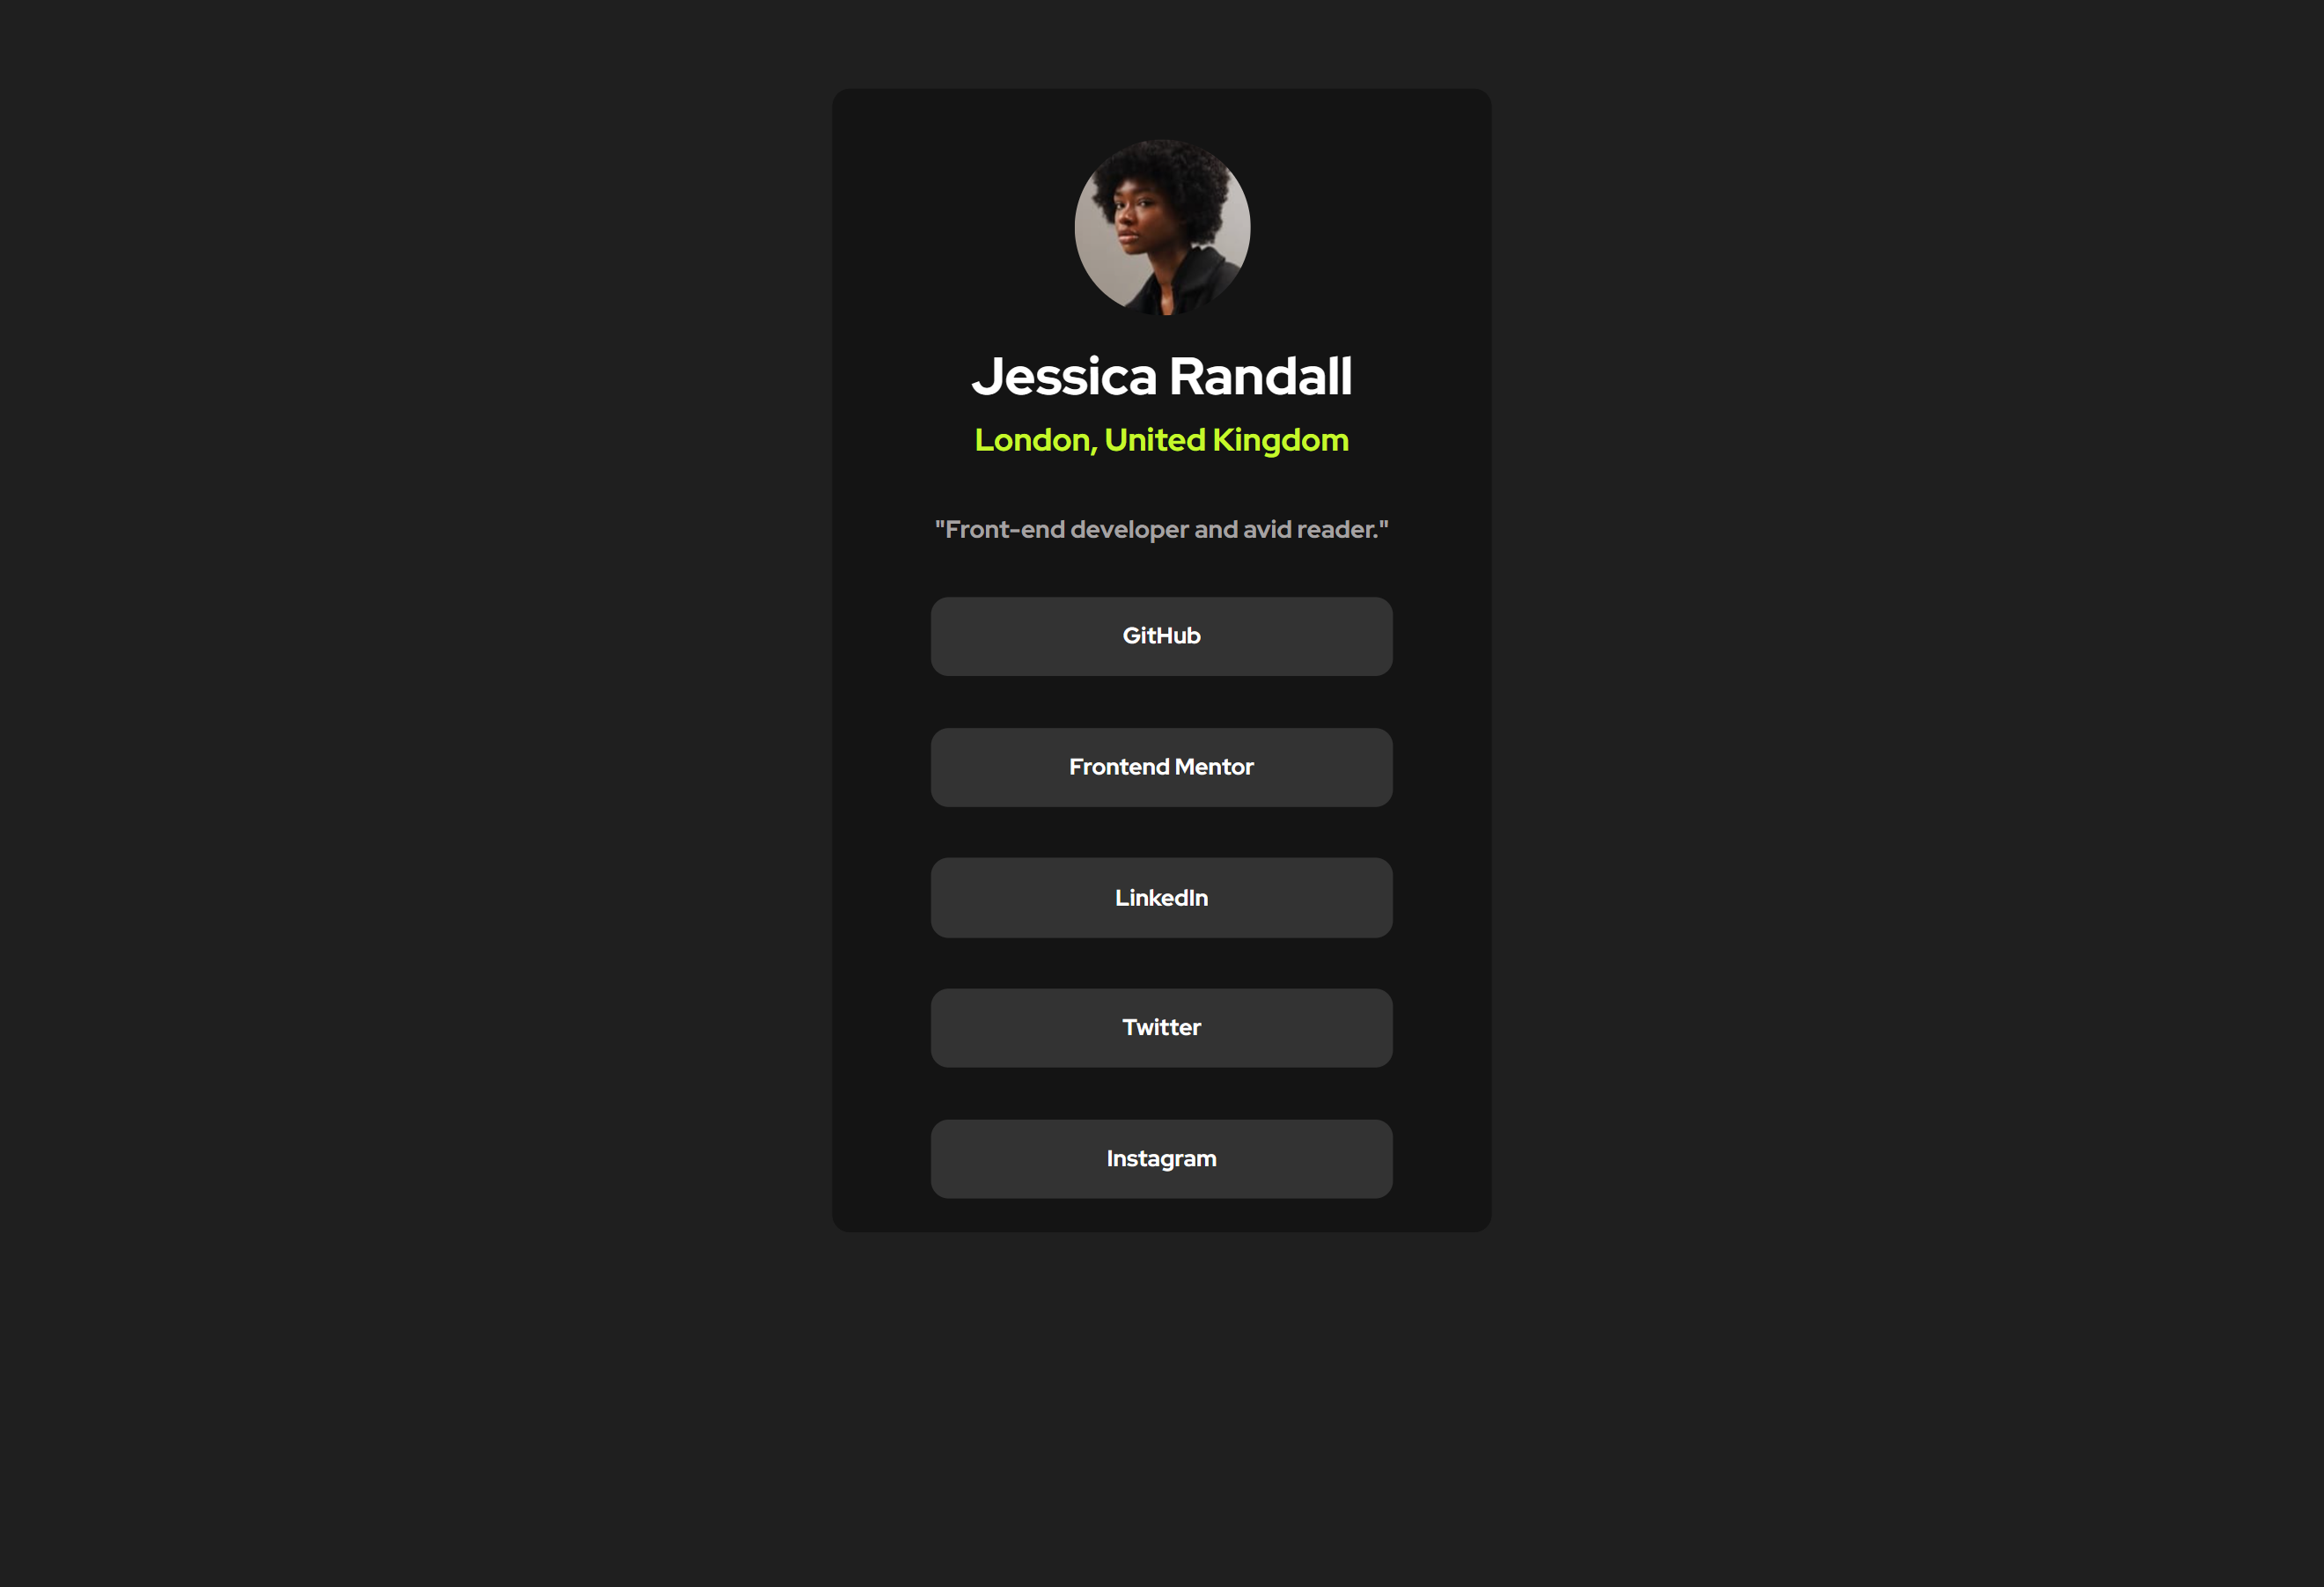 Jessica Randall
London, United Kingdom
"Front-end developer and avid reader."
GitHub
Frontend Mentor
LinkedIn
Twitter
Instagram